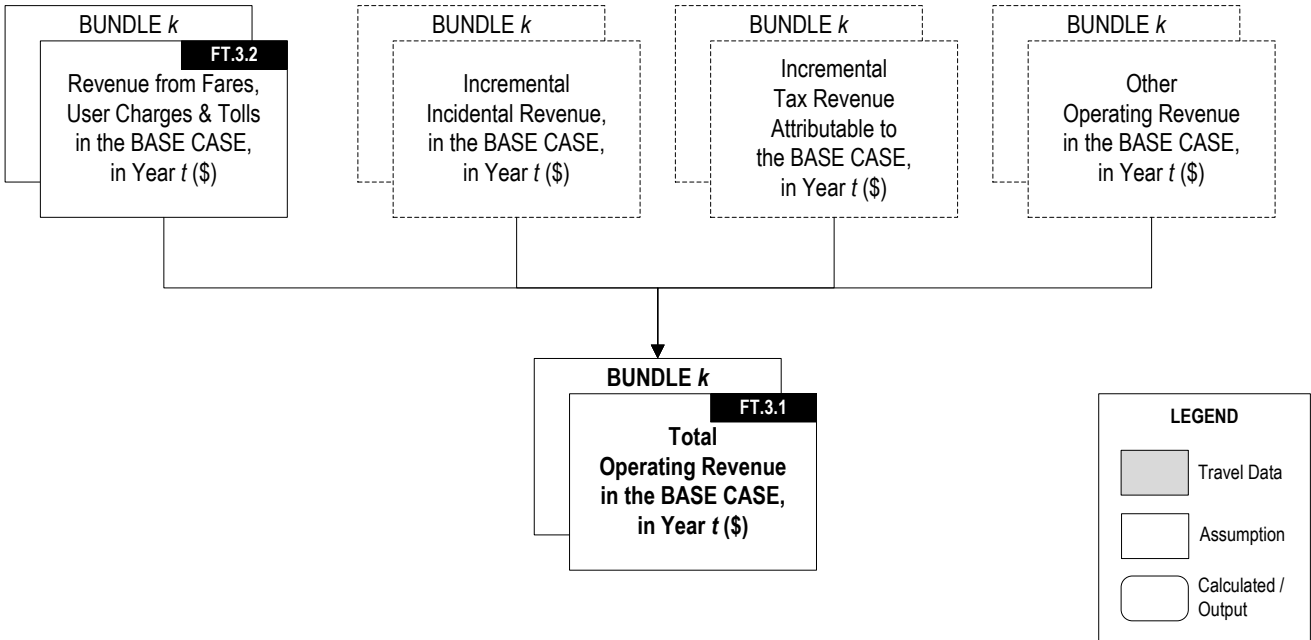 BUNDLE k
FT.3.2
Revenue from Fares,
User Charges & Tolls
in the BASE CASE,
in Year t ($)
BUNDLE k
Incremental
Incidental Revenue,
in the BASE CASE,
in Year t ($)
BUNDLE k
Incremental
Tax Revenue
Attributable to
the BASE CASE,
in Year t ($)
BUNDLE k
Other
Operating Revenue
in the BASE CASE,
in Year t ($)
BUNDLE k
FT.3.1
Total
Operating Revenue
in the BASE CASE,
in Year t ($)
LEGEND
Travel Data
Assumption
Calculated /
Output